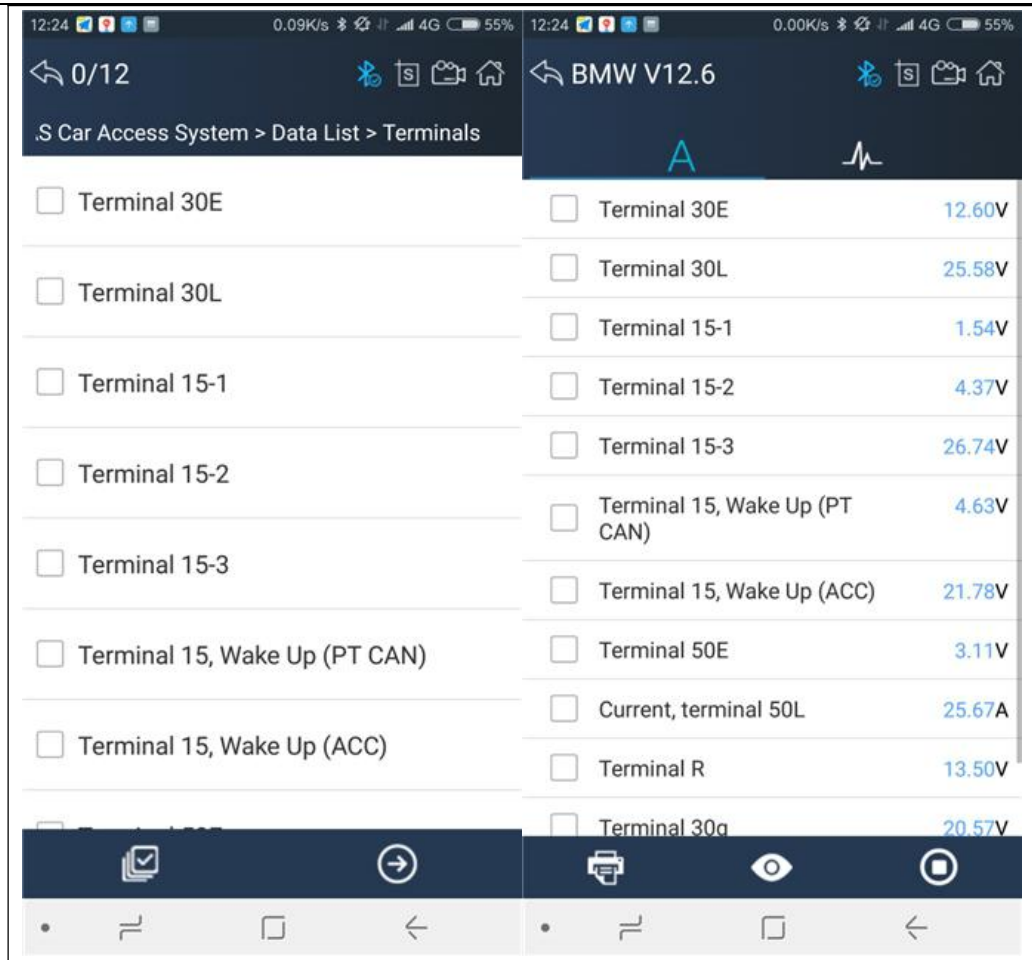 12:24 0.09K/s 4G 55%
0/12
.S Car Access System > Data List > Terminals
Terminal 30E
Terminal 30L
Terminal 15-1
Terminal 15-2
Terminal 15-3
Terminal 15, Wake Up (PT CAN)
Terminal 15, Wake Up (ACC)
12:24 0.00K/s 4G 55%
BMW V12.6
A
Terminal 30E 12.60V
Terminal 30L 25.58V
Terminal 15-1 1.54V
Terminal 15-2 4.37V
Terminal 15-3 26.74V
Terminal 15, Wake Up (PT 4.63V
CAN)
Terminal 15, Wake Up (ACC) 21.78V
Terminal 50E 3.11V
Current, terminal 50L 25.67A
Terminal R 13.50V
Terminal 30g 20.57V